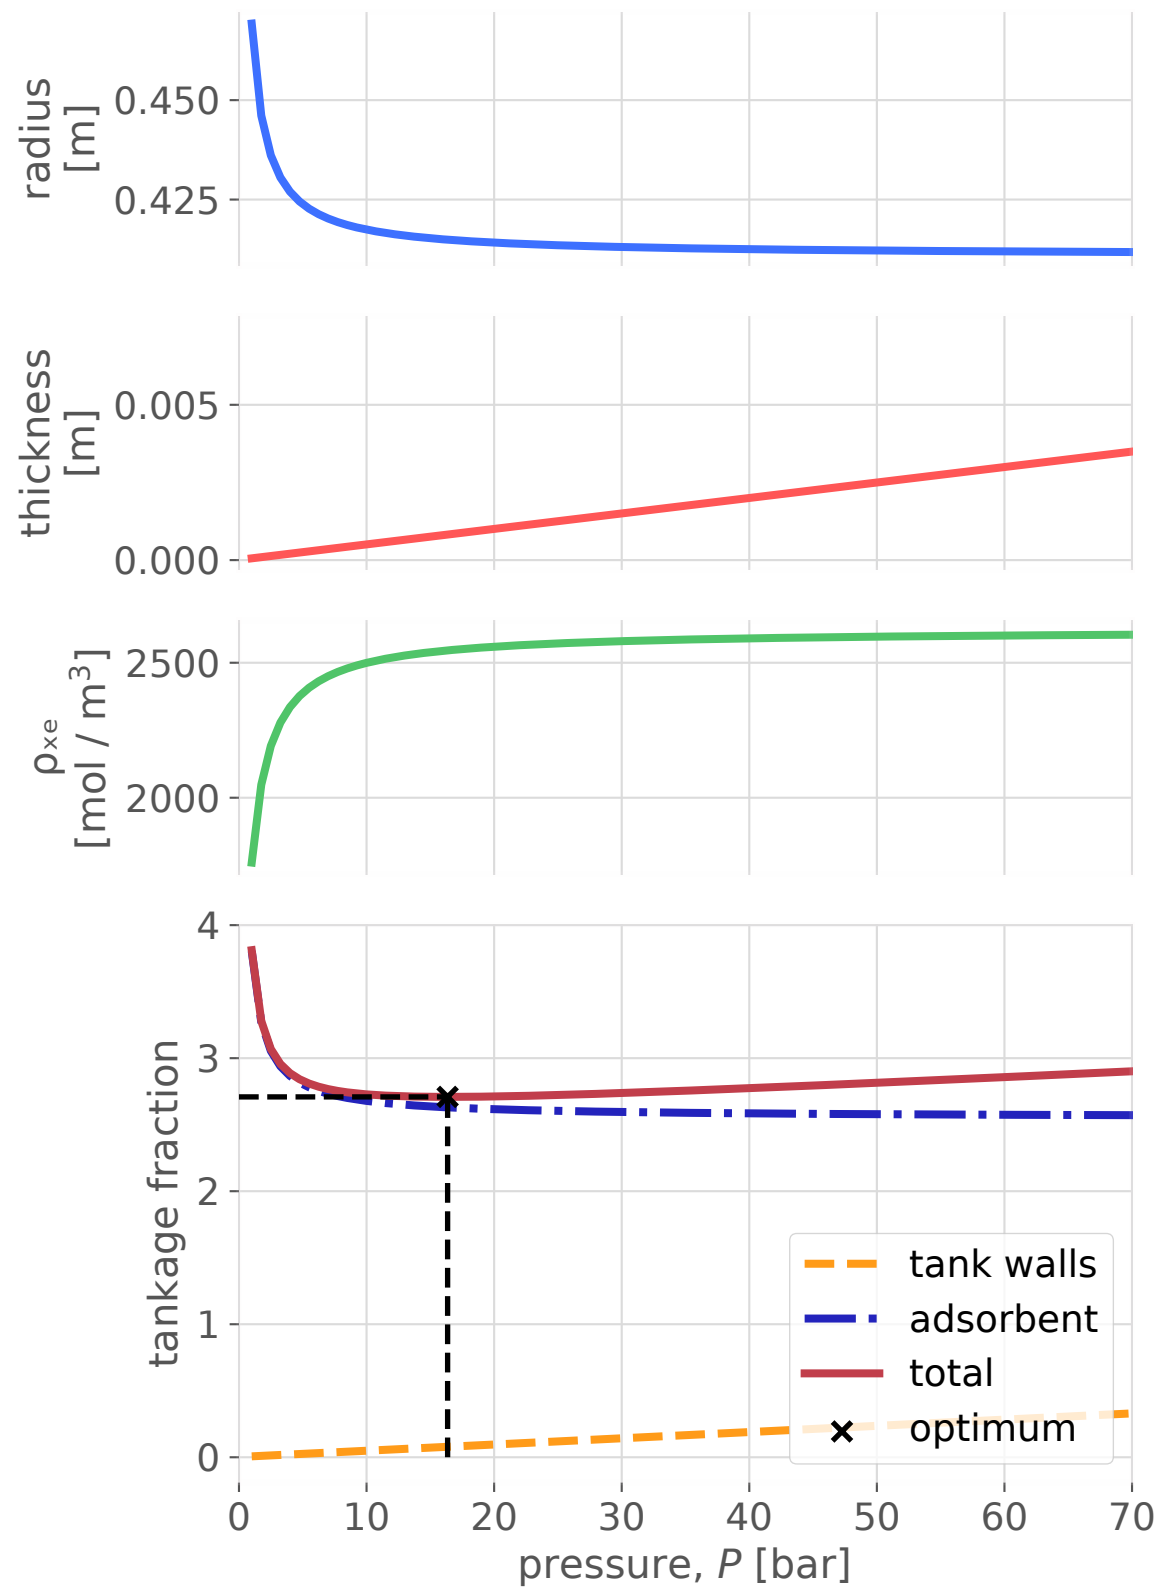 radius
[m]
0.450
0.425
thickness
[m]
0.005
0.000
ρₓₑ
[mol / m³]
2500
2000
tankage fraction
4
3
2
1
0
tank walls
adsorbent
total
optimum
0 10 20 30 40 50 60 70
pressure, P [bar]